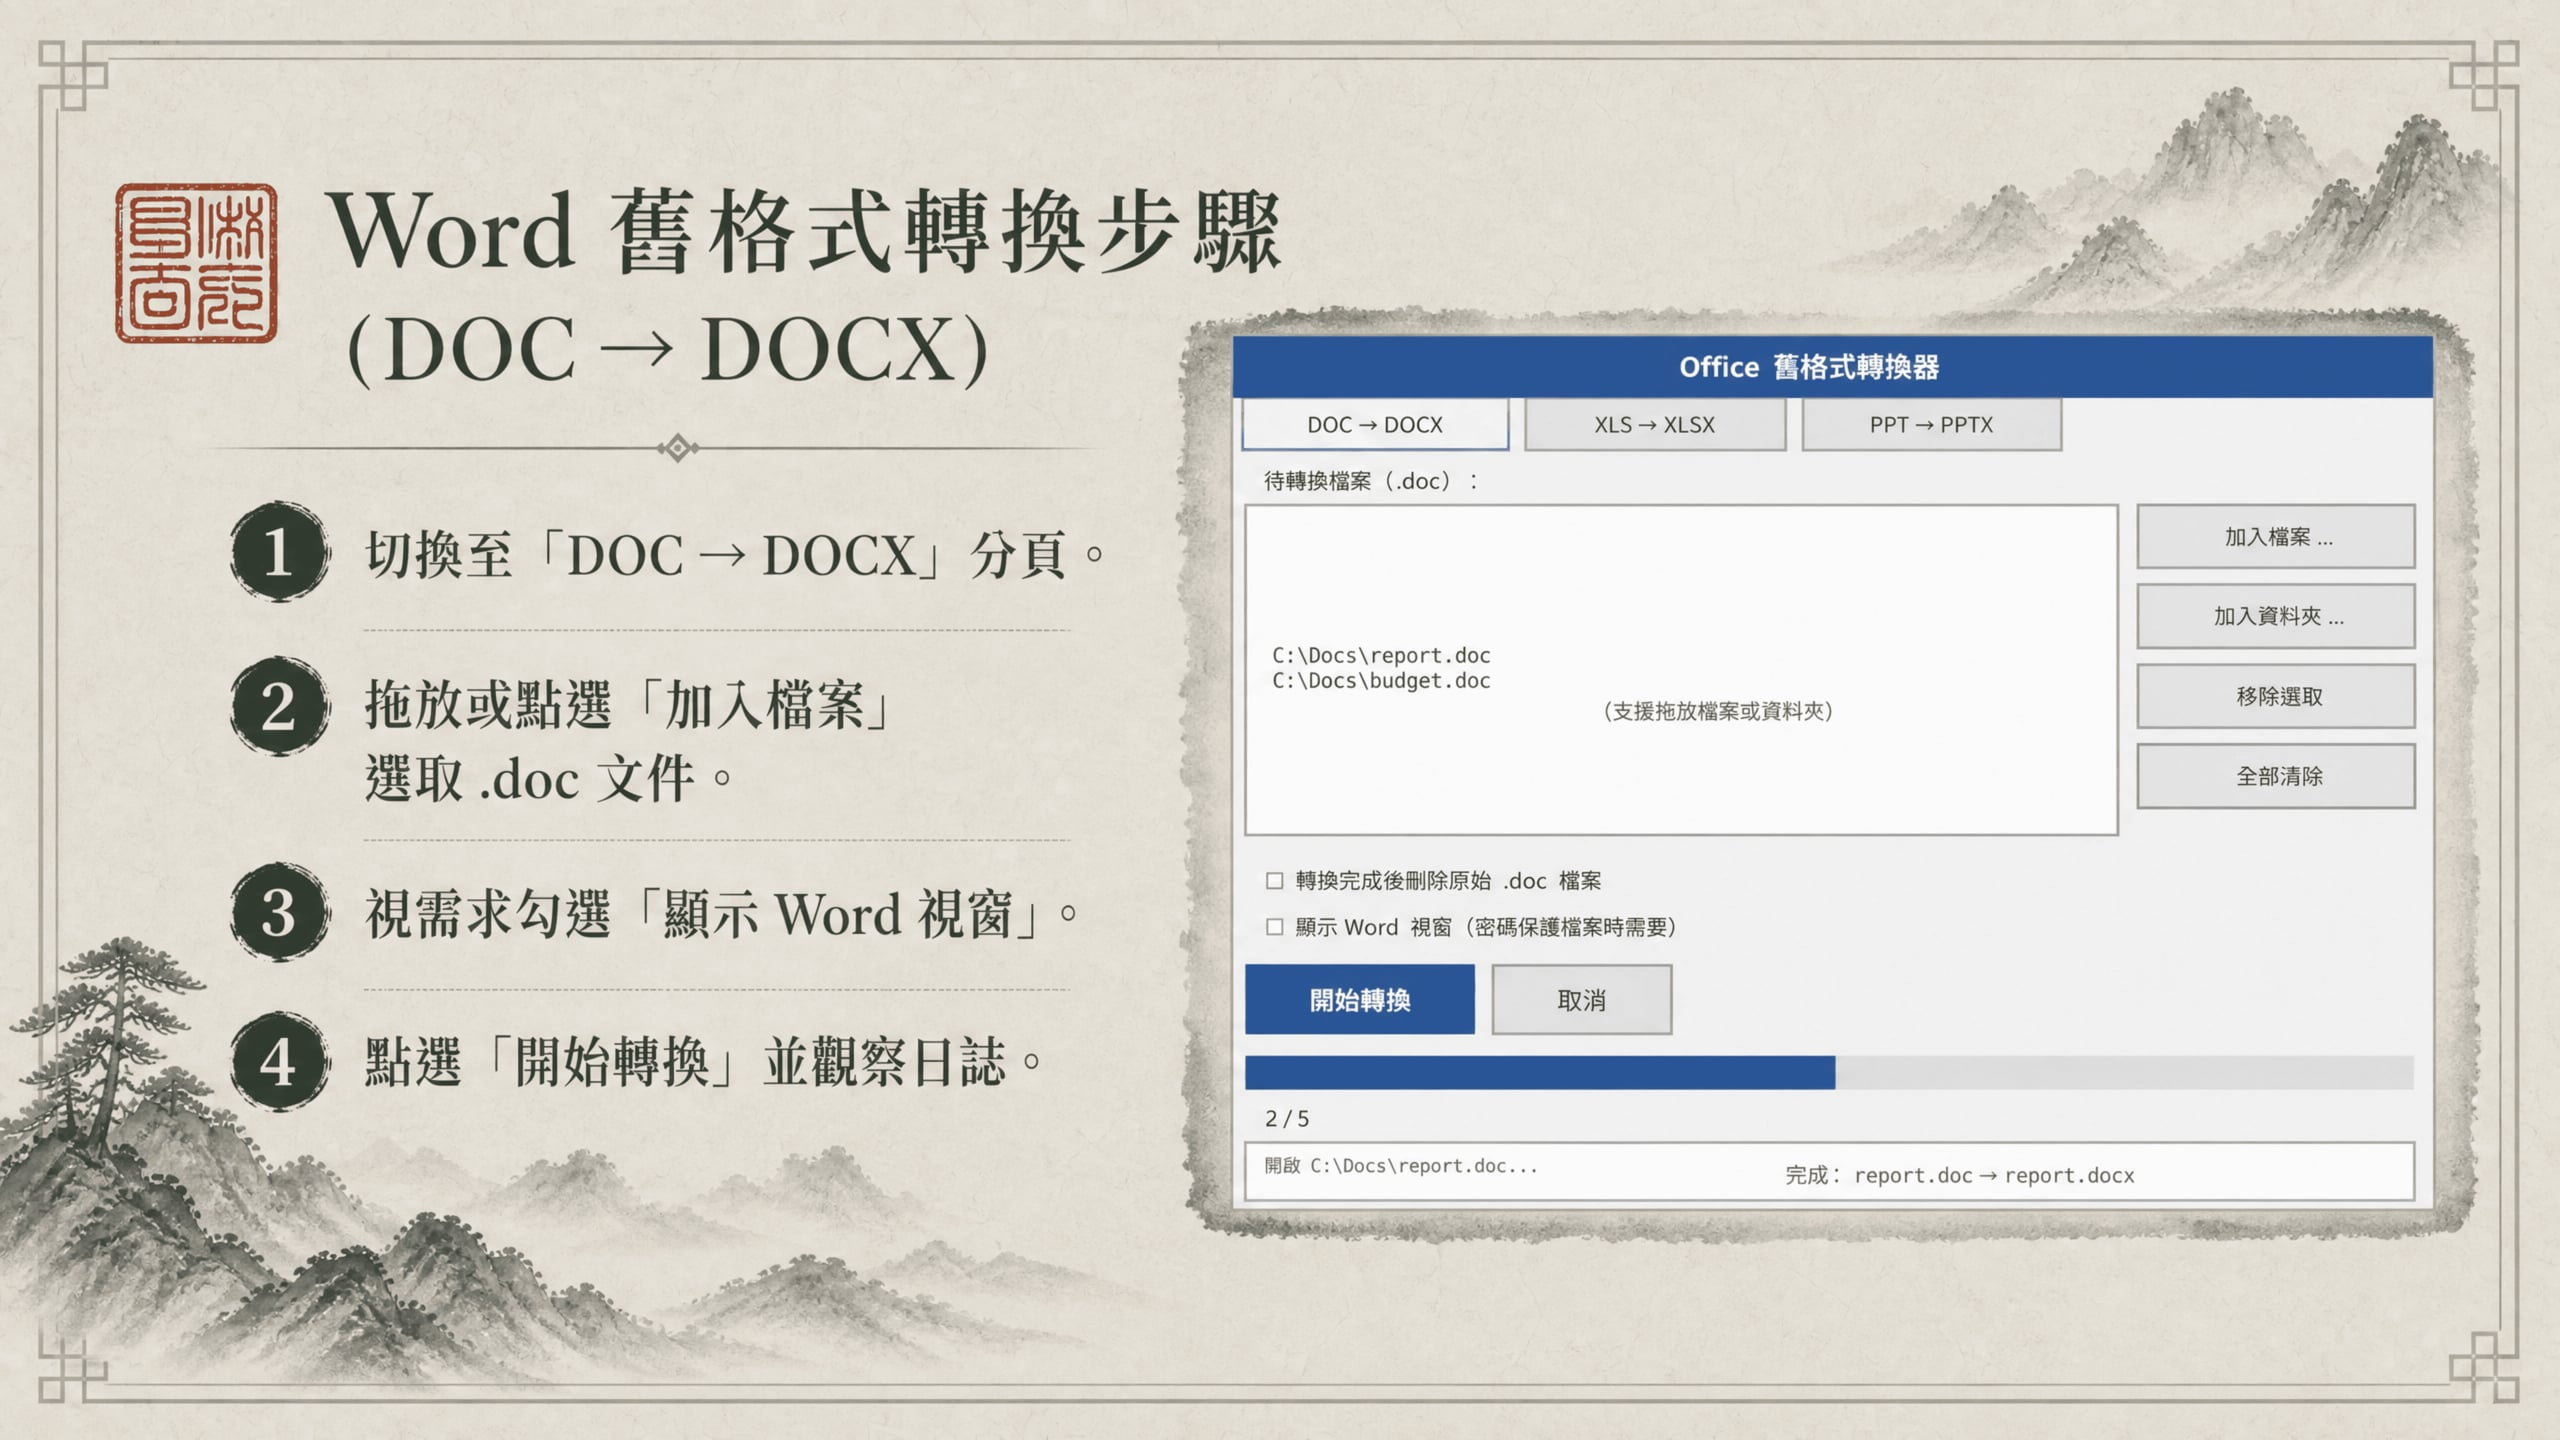 Word 舊格式轉換步驟
(DOC → DOCX)
1 切換至「DOC → DOCX」分頁。
2 拖放或點選「加入檔案」
選取 .doc 文件。
3 視需求勾選「顯示 Word 視窗」。
4 點選「開始轉換」並觀察日誌。
Office 舊格式轉換器
DOC → DOCX
XLS → XLSX
PPT → PPTX
待轉換檔案（.doc）：
C:\Docs\report.doc
C:\Docs\budget.doc
（支援拖放檔案或資料夾）
加入檔案 ...
加入資料夾 ...
移除選取
全部清除
轉換完成後刪除原始 .doc 檔案
顯示 Word 視窗（密碼保護檔案時需要）
開始轉換
取消
2 / 5
開啟 C:\Docs\report.doc...
完成： report.doc → report.docx